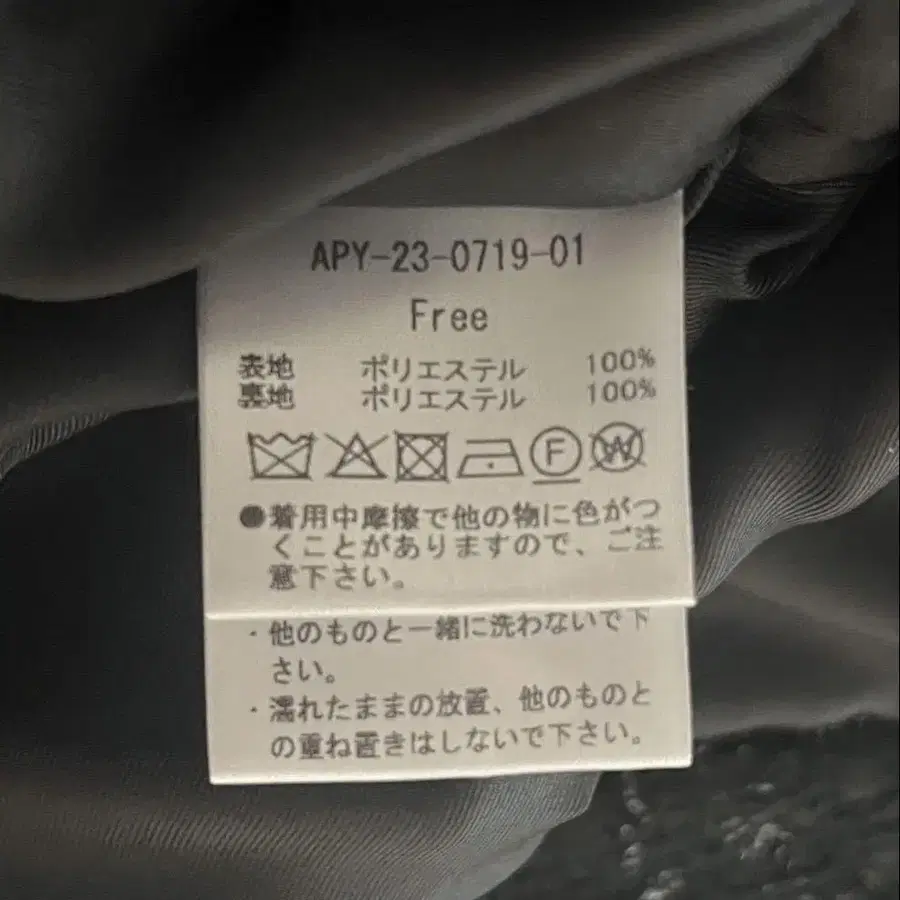 APY-23-0719-01
Free
表地 ポリエステル 100%
裏地 ポリエステル 100%
F W
●着用中摩擦で他の物に色がつ
くことがありますので、ご注
意下さい。
・他のものと一緒に洗わないで下
さい。
・濡れたままの放置、他のものと
の重ね置きはしないで下さい。